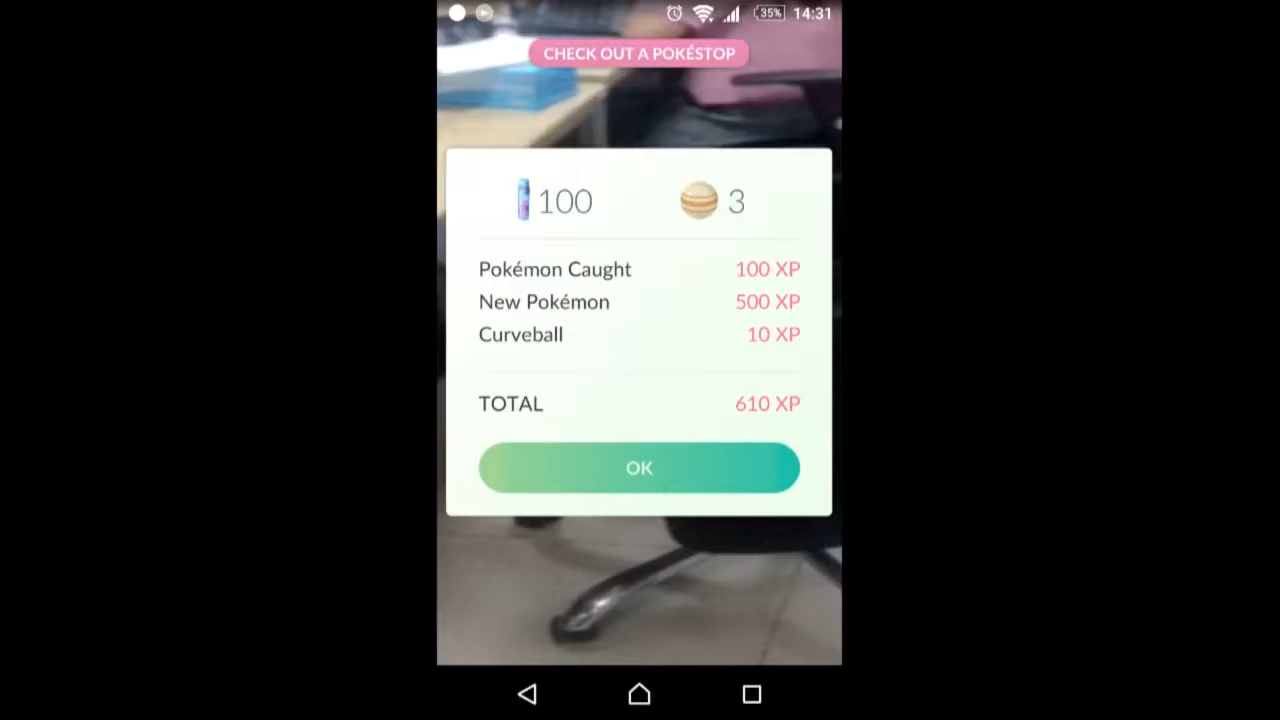 35% 14:31
CHECK OUT A POKÉSTOP
100 3
Pokémon Caught 100 XP
New Pokémon 500 XP
Curveball 10 XP
TOTAL 610 XP
OK